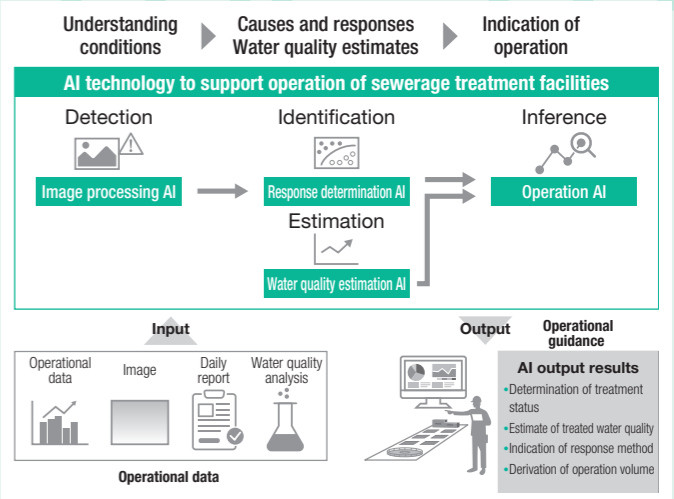 Understanding
conditions
Causes and responses
Water quality estimates
Indication of
operation
AI technology to support operation of sewerage treatment facilities
Detection
Identification
Inference
Image processing AI
Response determination AI
Operation AI
Estimation
Water quality estimation AI
Input
Output
Operational
guidance
Operational
data
Image
Daily
report
Water quality
analysis
Operational data
AI output results
•Determination of treatment
status
•Estimate of treated water quality
•Indication of response method
•Derivation of operation volume